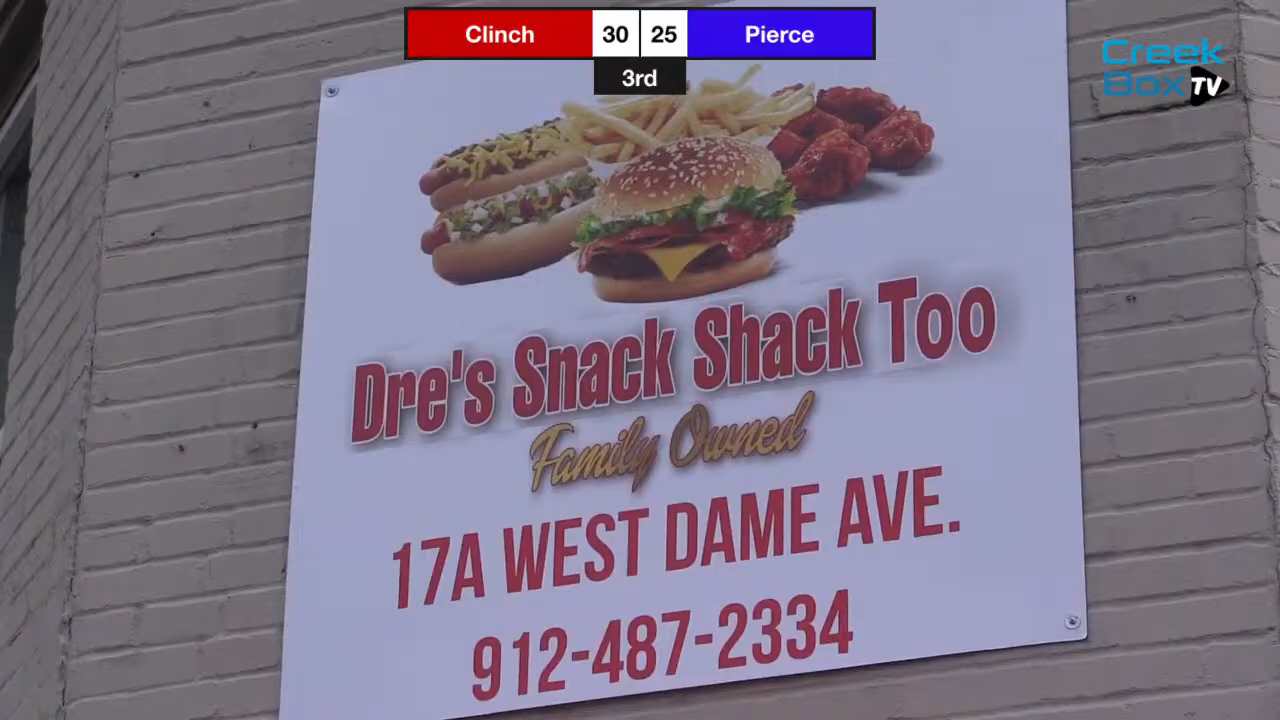 Clinch 30 25 Pierce
3rd
Creek
Box TV
Dre's Snack Shack Too
Family Owned
17A WEST DAME AVE.
912-487-2334